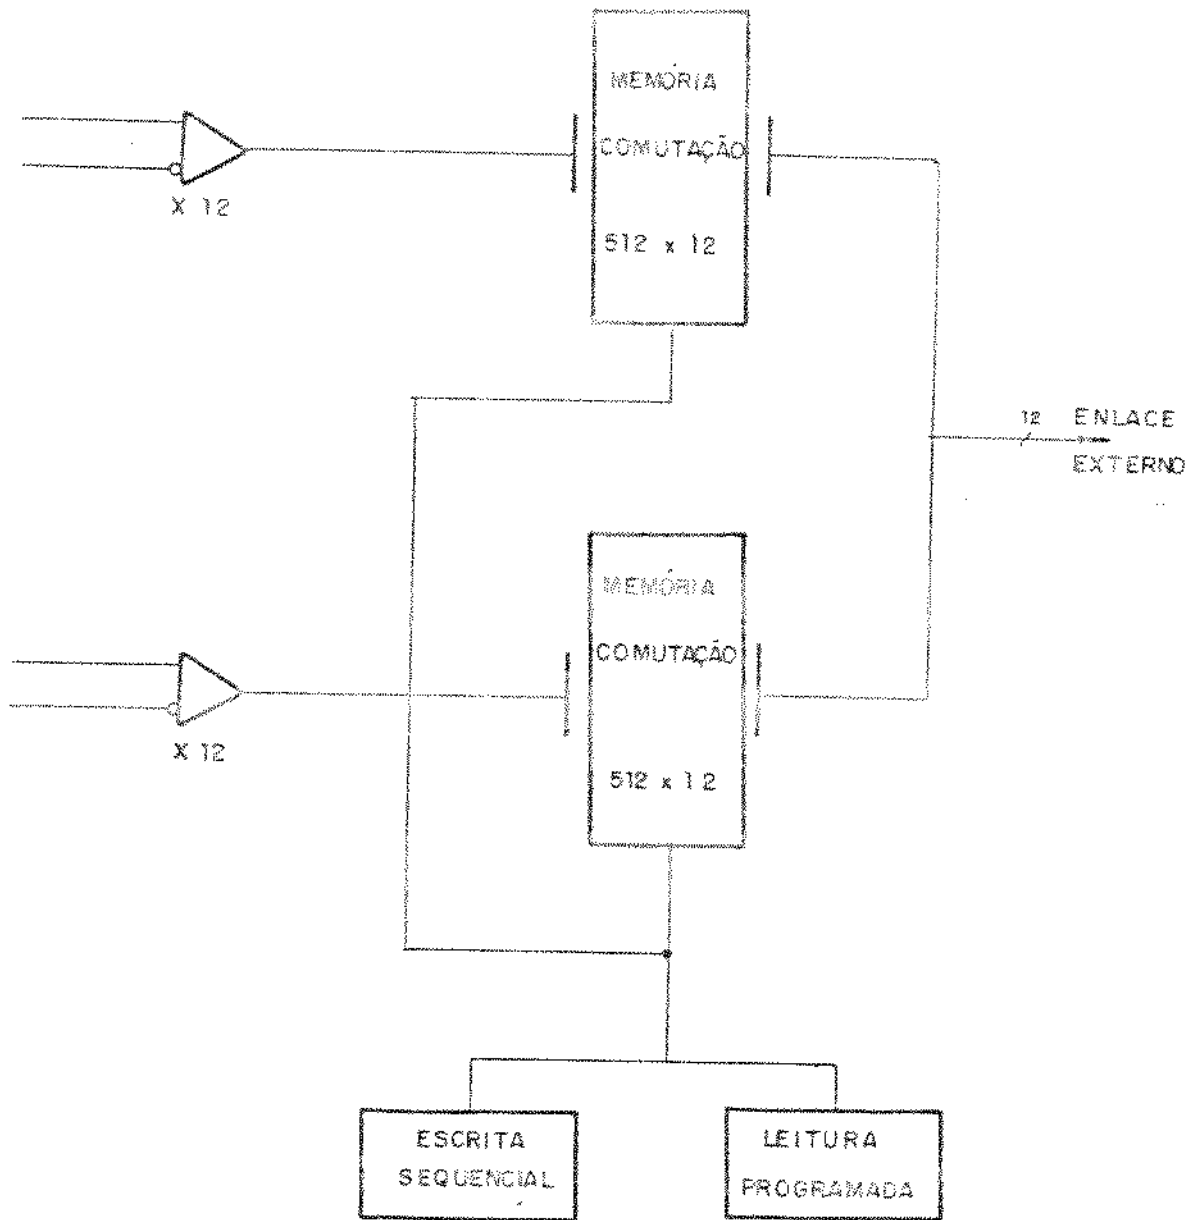 MEMÓRIA
COMUTAÇÃO
X 12
512 x 12
12 ENLACE
EXTERNO
MEMÓRIA
COMUTAÇÃO
X 12
512 x 12
ESCRITA
SEQUENCIAL
LEITURA
PROGRAMADA